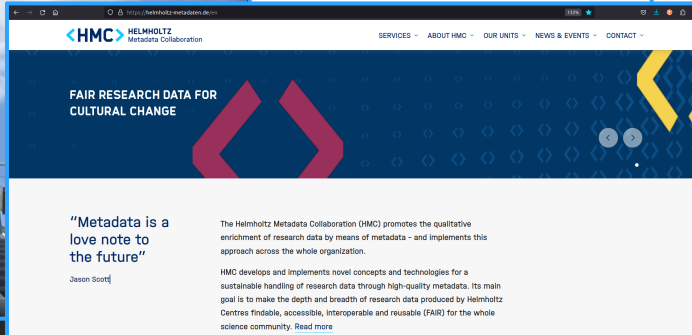 https://helmholtz-metadaten.de/en
133%
<HMC> HELMHOLTZ
Metadata Collaboration
SERVICES ABOUT HMC OUR UNITS NEWS & EVENTS CONTACT
FAIR RESEARCH DATA FOR
CULTURAL CHANGE
"Metadata is a
love note to
the future"
Jason Scott
The Helmholtz Metadata Collaboration (HMC) promotes the qualitative
enrichment of research data by means of metadata – and implements this
approach across the whole organization.
HMC develops and implements novel concepts and technologies for a
sustainable handling of research data through high-quality metadata. Its main
goal is to make the depth and breadth of research data produced by Helmholtz
Centres findable, accessible, interoperable and reusable (FAIR) for the whole
science community. Read more